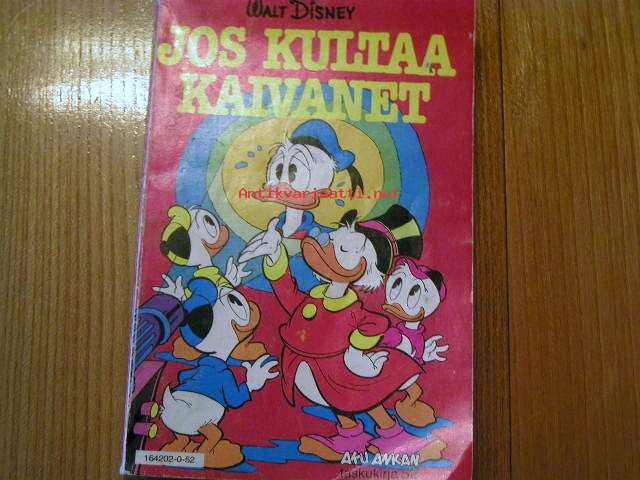 WALT DISNEY
JOS KULTAA
KAIVANET
Antikvariaatti.net
164202-0-52
AKU ANKAN
taskukirja